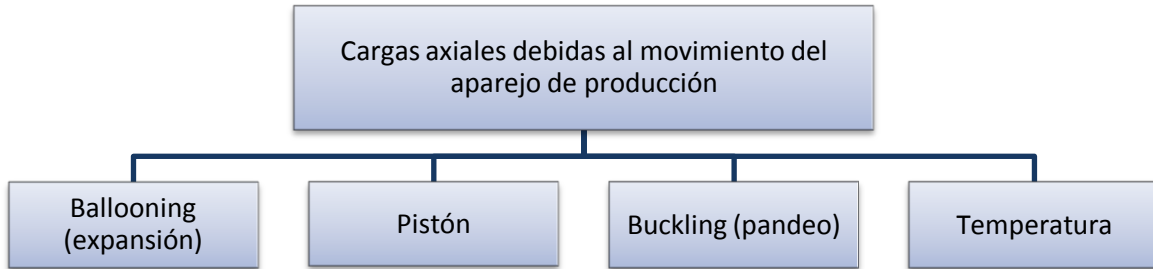 Cargas axiales debidas al movimiento del
aparejo de producción
Ballooning
(expansión)
Pistón
Buckling (pandeo)
Temperatura